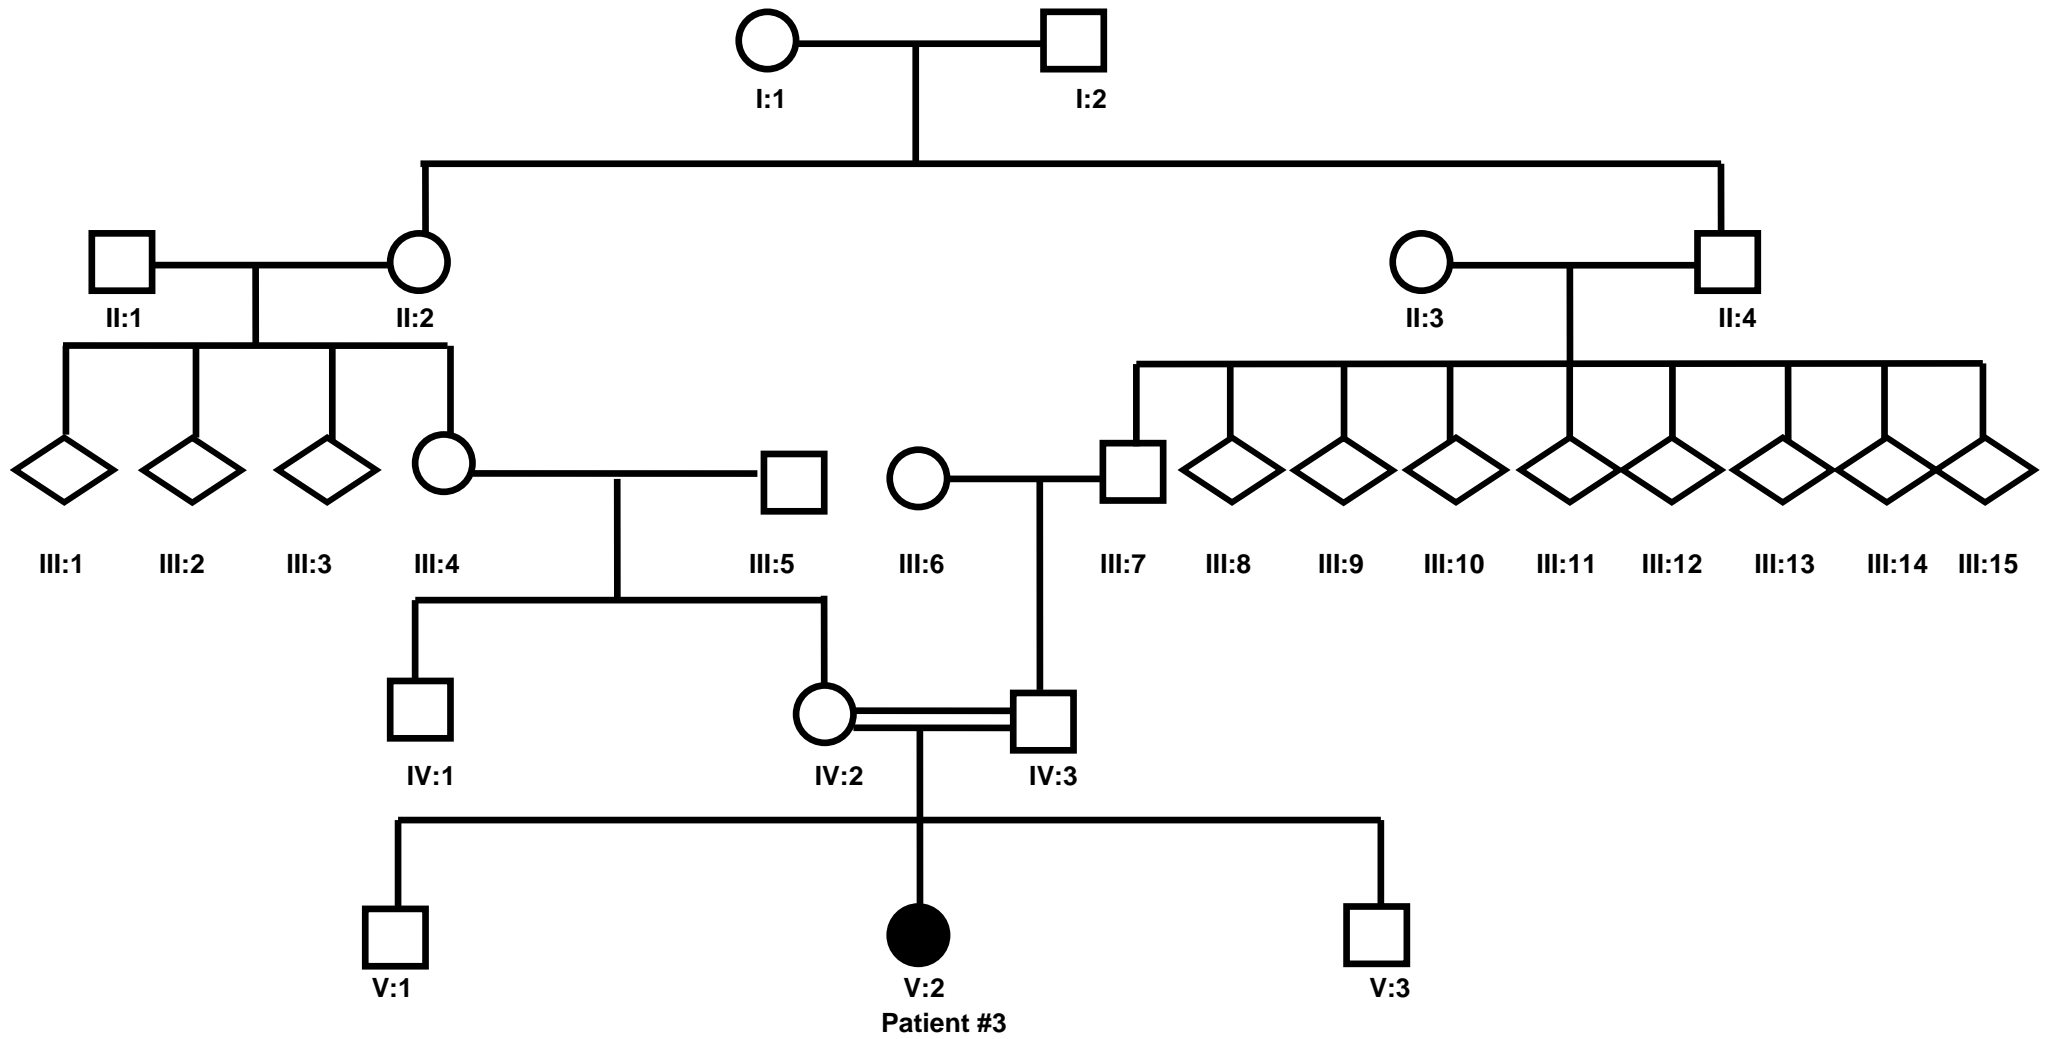 I:1 I:2
II:1 II:2 II:3 II:4
III:1 III:2 III:3 III:4 III:5 III:6 III:7 III:8 III:9 III:10 III:11 III:12 III:13 III:14 III:15
IV:1 IV:2 IV:3
V:1 V:2 V:3
Patient #3